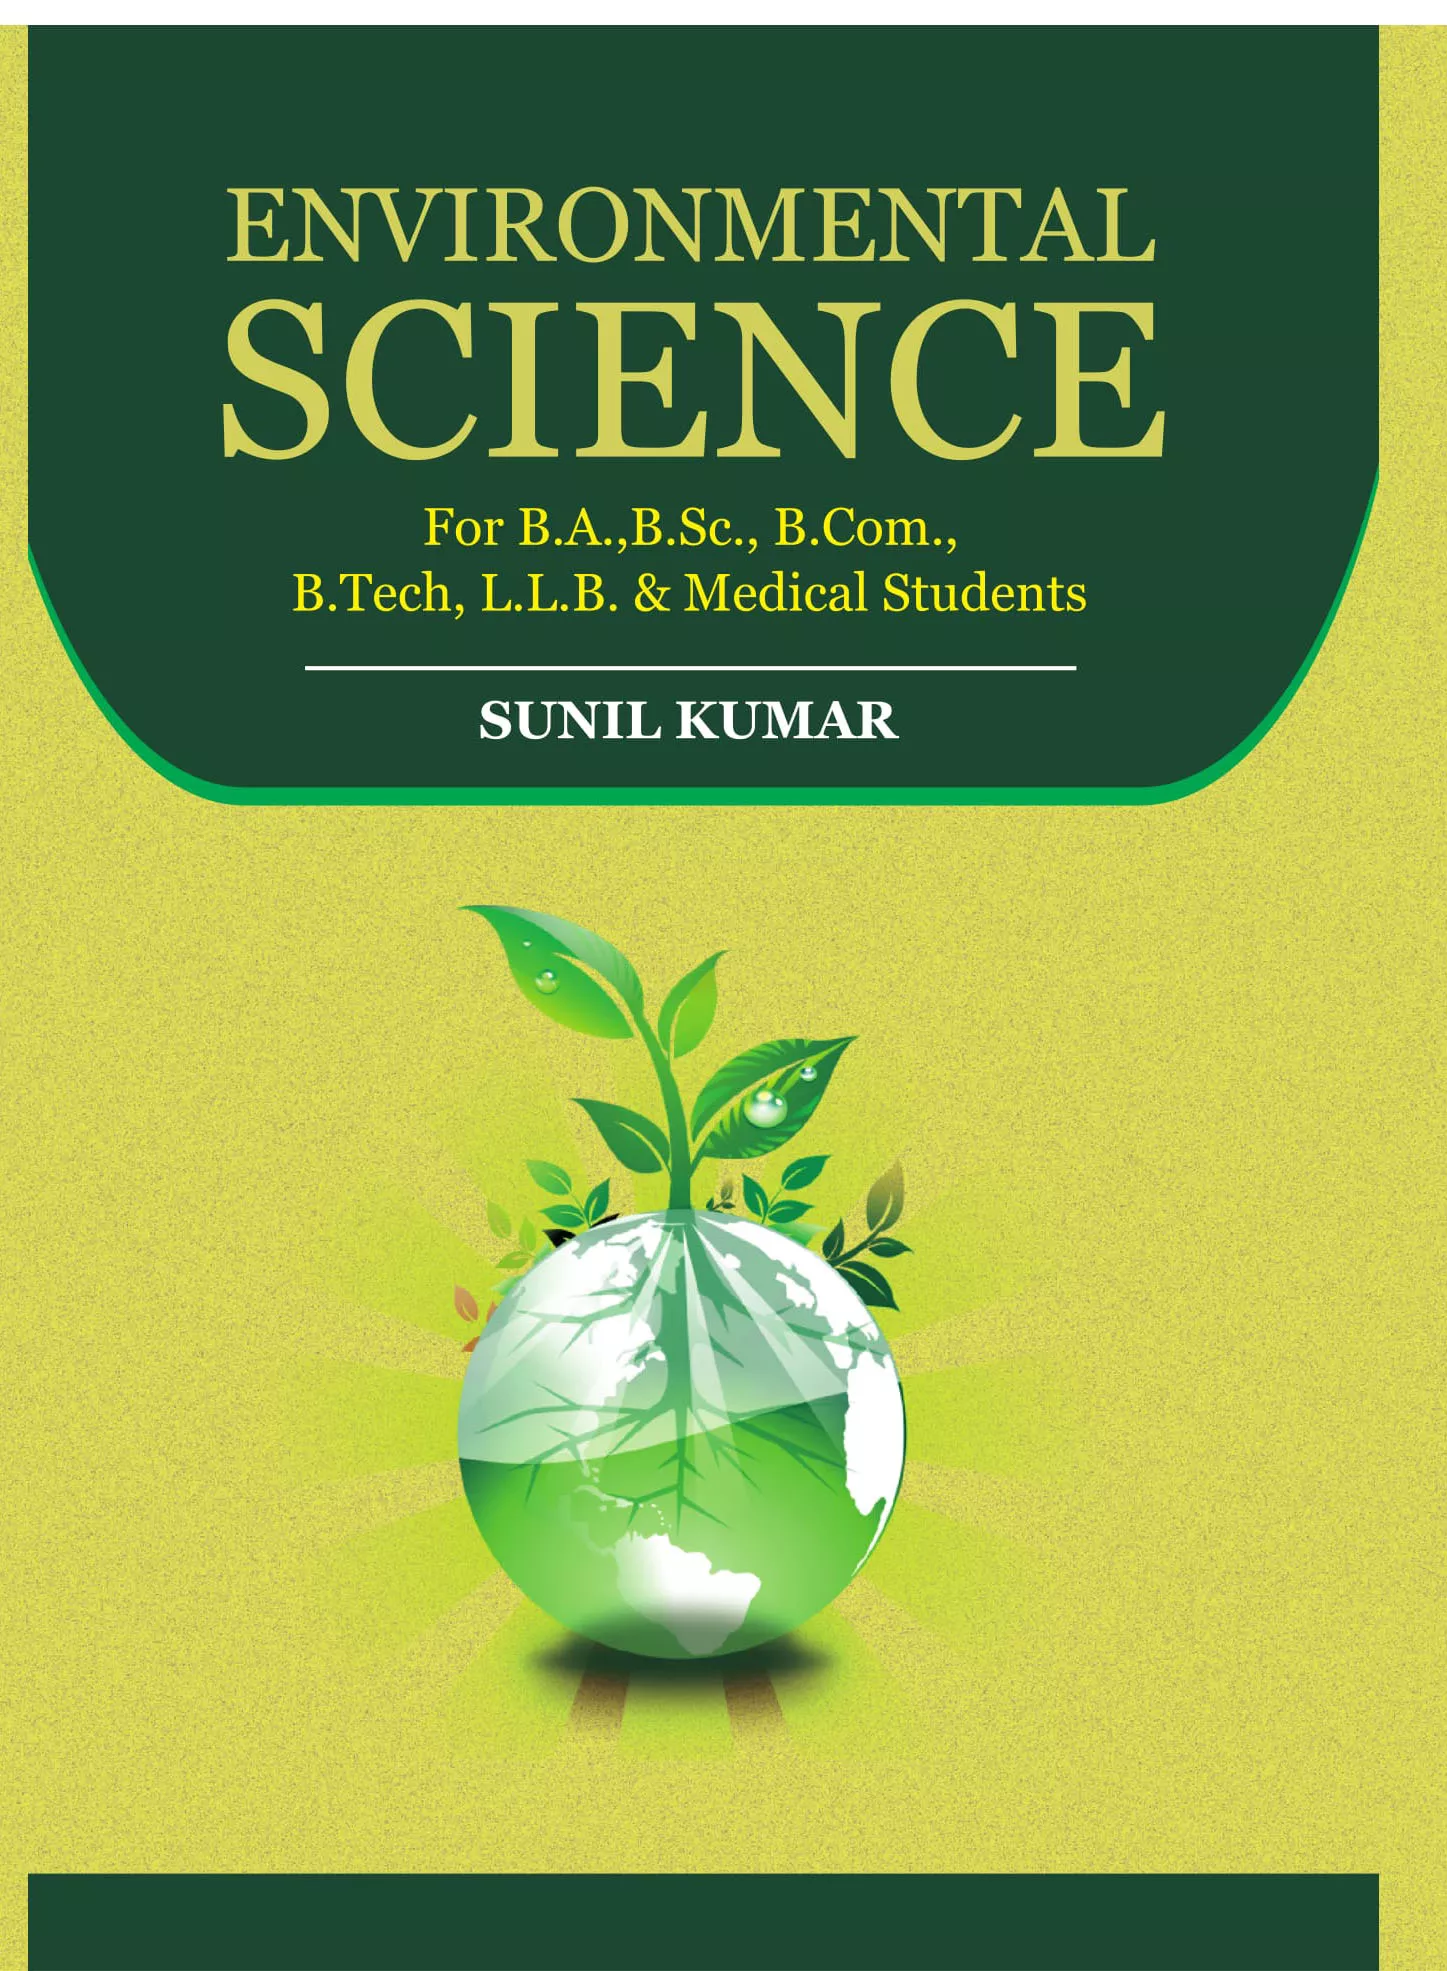 ENVIRONMENTAL
SCIENCE
For B.A.,B.Sc., B.Com.,
B.Tech, L.L.B. & Medical Students
SUNIL KUMAR